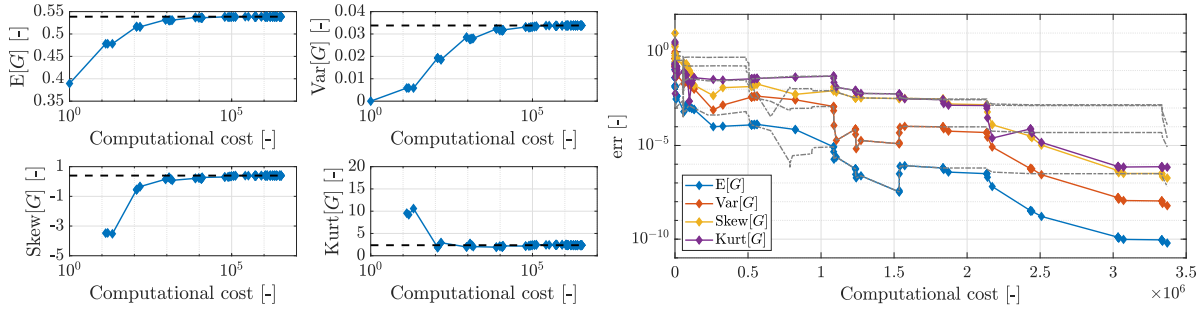 0.55
0.5
0.45
0.4
0.35
E[G] [-]
10^0
10^5
Computational cost [-]
0.04
0.03
0.02
0.01
0
Var[G] [-]
10^0
10^5
Computational cost [-]
1
-1
-3
-5
Skew[G] [-]
10^0
10^5
Computational cost [-]
20
15
10
5
0
Kurt[G] [-]
10^0
10^5
Computational cost [-]
10^0
10^-5
10^-10
err [-]
E[G]
Var[G]
Skew[G]
Kurt[G]
0 0.5 1 1.5 2 2.5 3 3.5
Computational cost [-]
×10^6